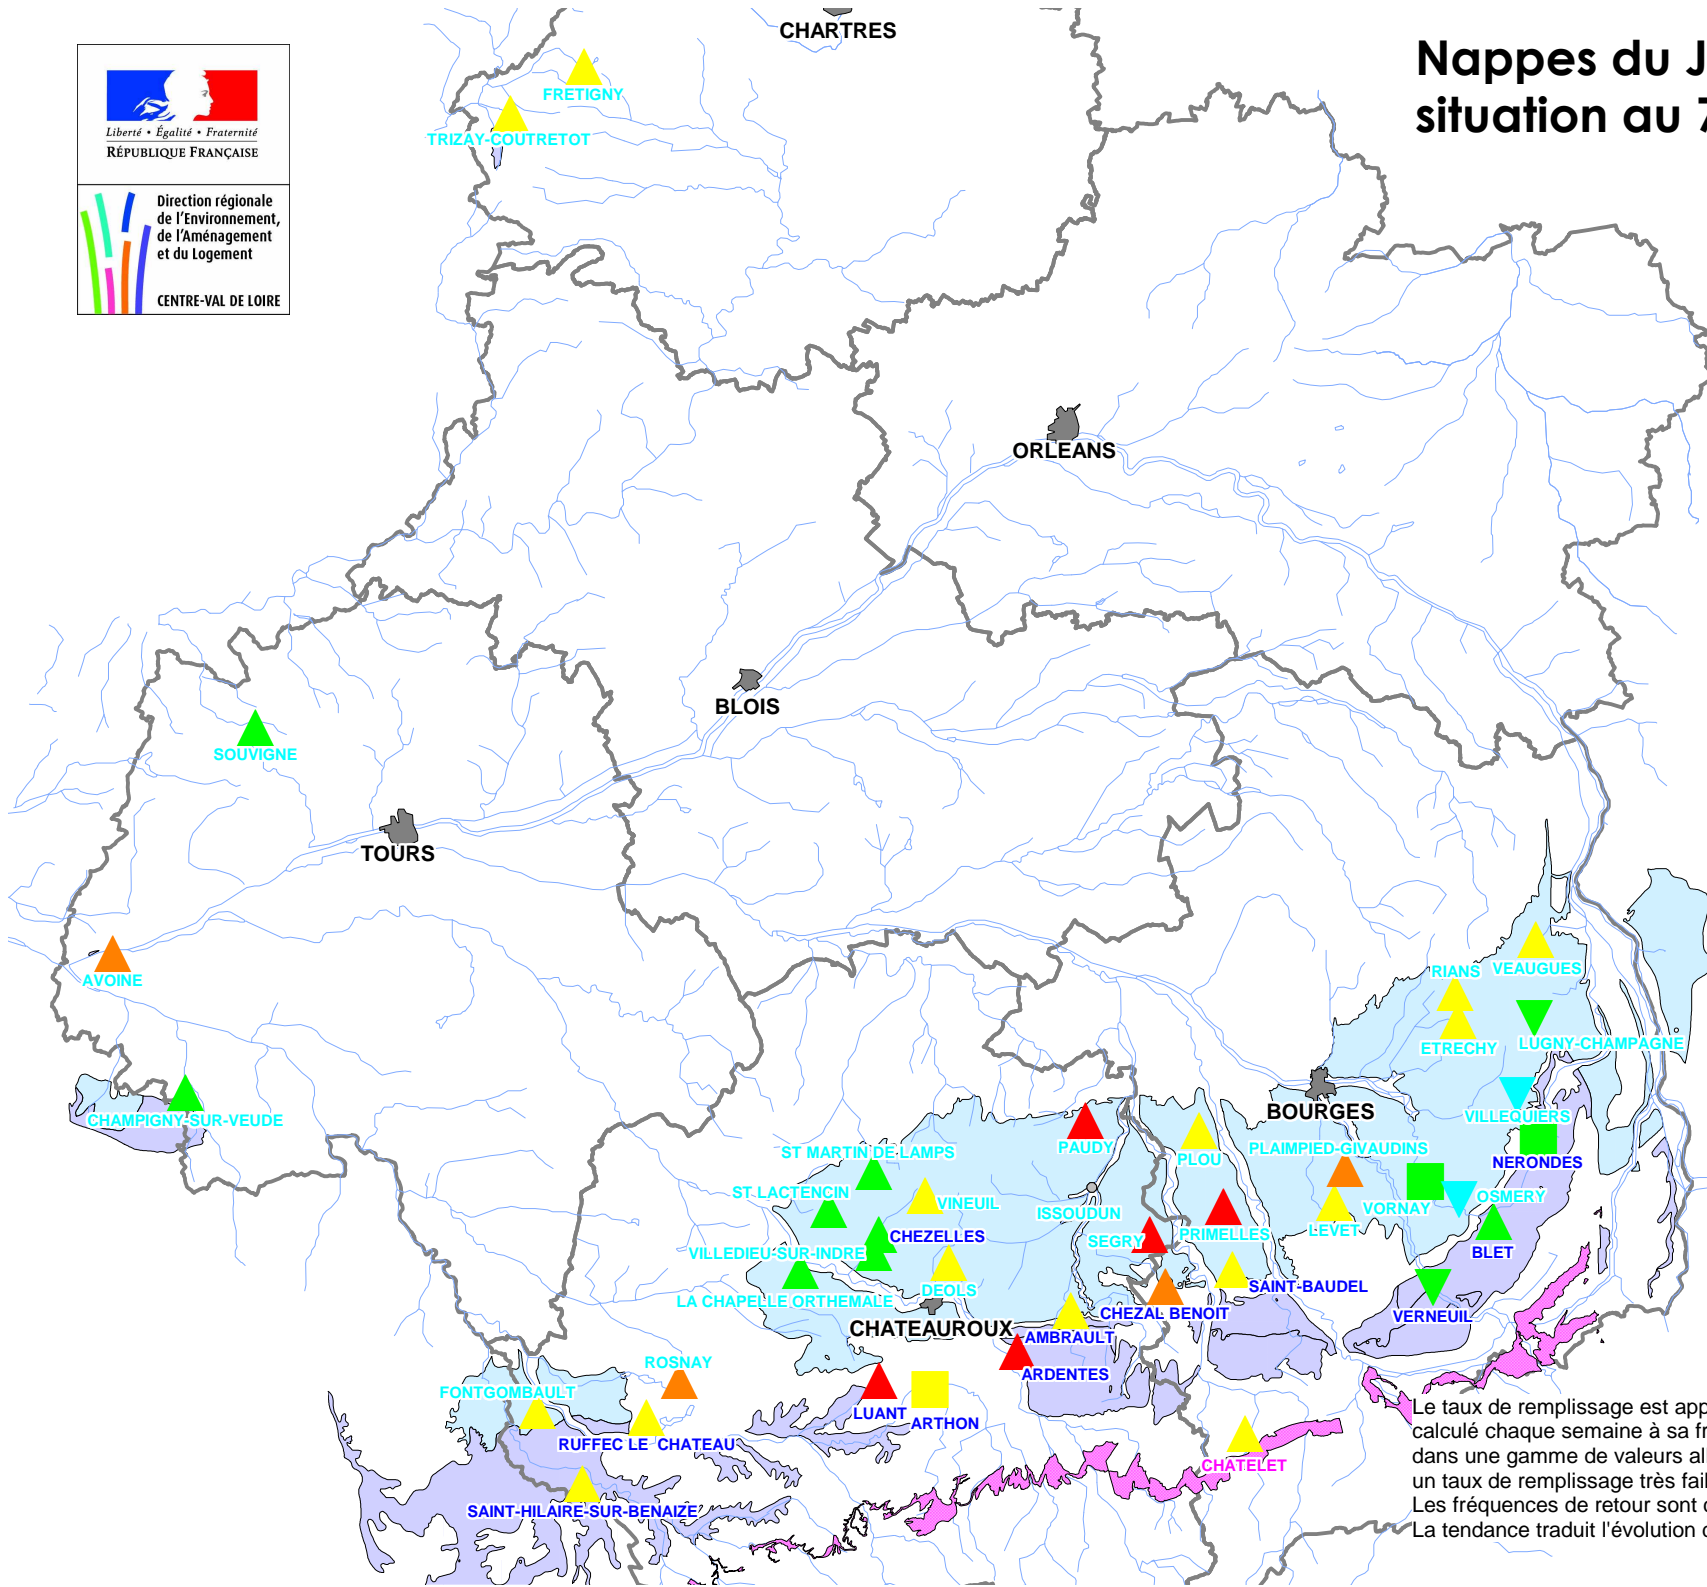 CHARTRES
Nappes du J
situation au 7
Liberté • Égalité • Fraternité
RÉPUBLIQUE FRANÇAISE
Direction régionale
de l'Environnement,
de l'Aménagement
et du Logement
CENTRE-VAL DE LOIRE
FRETIGNY
TRIZAY-COUTRETOT
ORLEANS
BLOIS
SOUVIGNE
TOURS
AVOINE
RIANS
VEAUGUES
ETRECHY
LUGNY-CHAMPAGNE
CHAMPIGNY-SUR-VEUDE
BOURGES
VILLEQUIERS
ST MARTIN DE LAMPS
PAUDY
PLOU
PLAIMPIED-GIVAUDINS
NERONDES
ST LACTENCIN
VINEUIL
ISSOUDUN
VORNAY
OSMERY
CHEZELLES
SEGRY
PRIMELLES
LEVET
VILLEDIEU-SUR-INDRE
BLET
DEOLS
LA CHAPELLE ORTHEMALE
SAINT-BAUDEL
CHEZAL BENOIT
VERNEUIL
CHATEAUROUX
AMBRAULT
ARDENTES
ROSNAY
FONTGOMBAULT
LUANT
ARTHON
RUFFEC LE CHATEAU
CHATELET
SAINT-HILAIRE-SUR-BENAIZE
Le taux de remplissage est app
calculé chaque semaine à sa fr
dans une gamme de valeurs all
un taux de remplissage très fail
Les fréquences de retour sont c
La tendance traduit l'évolution d